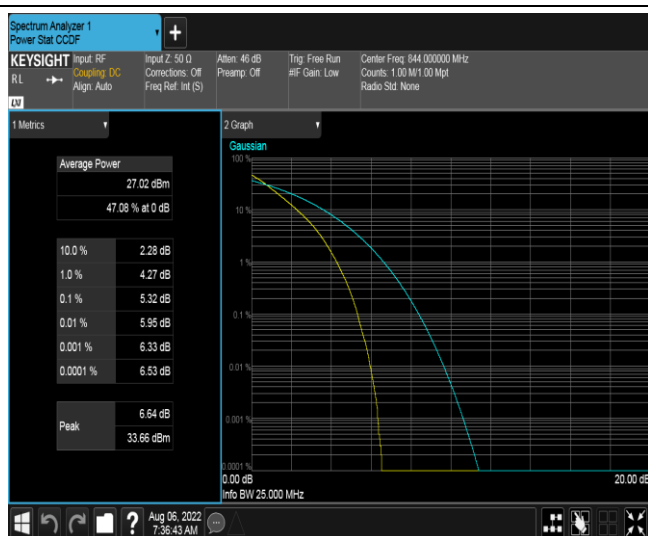 Spectrum Analyzer 1
Power Stat CCDF
KEYSIGHT
RL
LXI
Input: RF
Coupling: DC
Align: Auto
Input Z: 50 Ω
Corrections: Off
Freq Ref: Int (S)
Atten: 46 dB
Preamp: Off
Trig: Free Run
#IF Gain: Low
Center Freq: 844.000000 MHz
Counts: 1.00 M/1.00 Mpt
Radio Std: None
1 Metrics
Average Power
27.02 dBm
47.08 % at 0 dB
10.0 % 2.28 dB
1.0 % 4.27 dB
0.1 % 5.32 dB
0.01 % 5.95 dB
0.001 % 6.33 dB
0.0001 % 6.53 dB
Peak
6.64 dB
33.66 dBm
2 Graph
Gaussian
100 %
10 %
1 %
0.1 %
0.01 %
0.001 %
0.0001 %
0.00 dB 20.00 dB
Info BW 25.000 MHz
?
Aug 06, 2022
7:36:43 AM